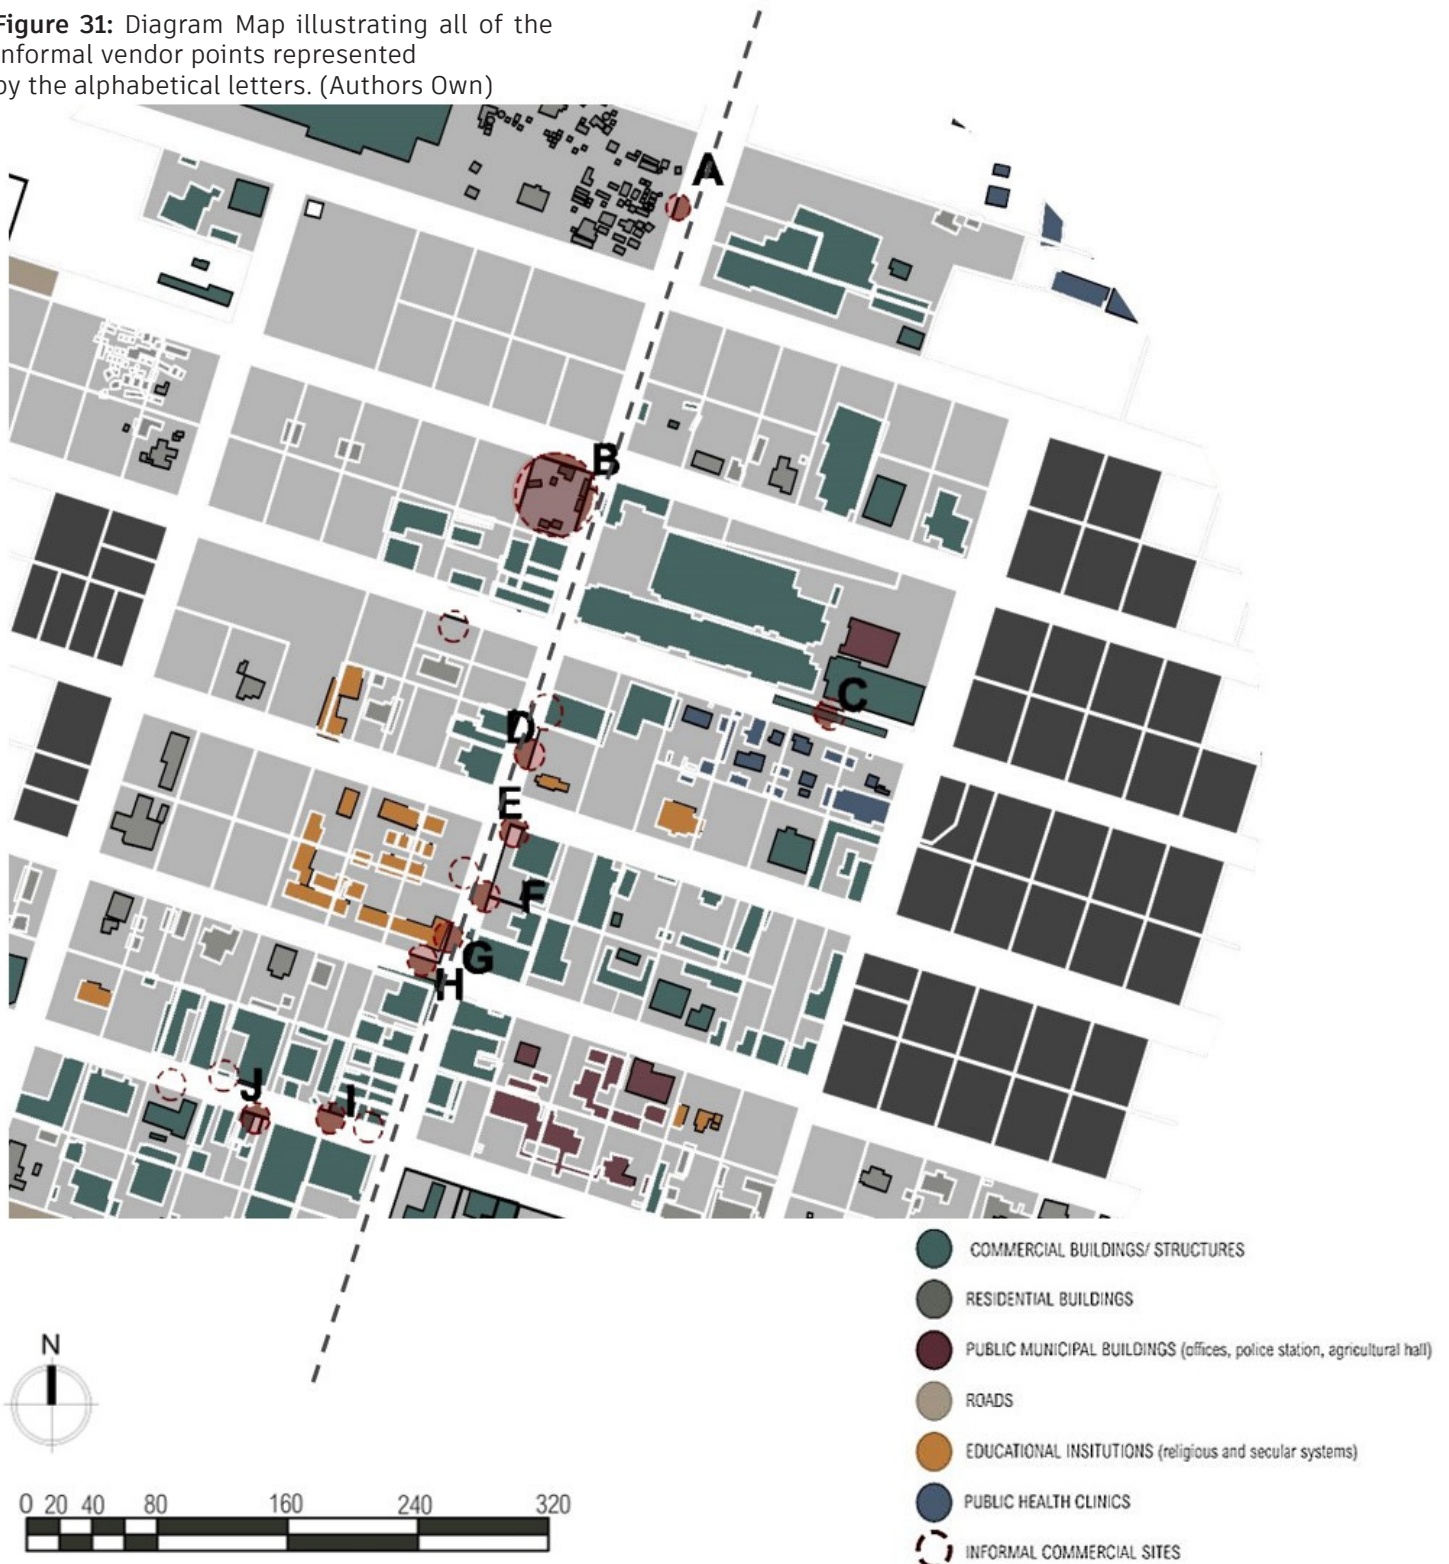 Figure 31: Diagram Map illustrating all of the
informal vendor points represented
by the alphabetical letters. (Authors Own)
A
B
C
D
E
F
G
H
J
I
COMMERCIAL BUILDINGS/ STRUCTURES
RESIDENTIAL BUILDINGS
PUBLIC MUNICIPAL BUILDINGS (offices, police station, agricultural hall)
ROADS
EDUCATIONAL INSITUTIONS (religious and secular systems)
PUBLIC HEALTH CLINICS
INFORMAL COMMERCIAL SITES
N
0 20 40 80 160 240 320